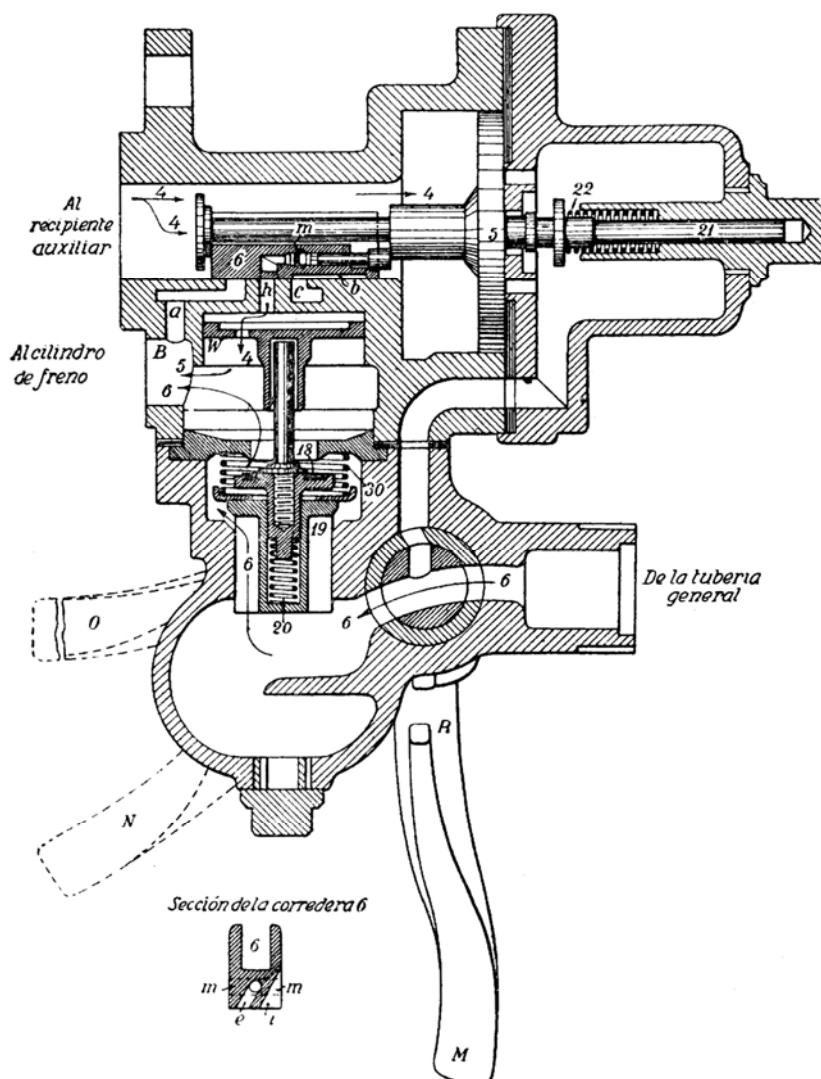 4
4
4
Al
recipiente
auxiliar
m
5
22
21
6
h
c
b
a
B
W
4
Al cilindro
de freno
5
6
18
30
19
6
6
6
De la tuberia
general
20
O
R
N
Sección de la corredera 6
6
m
m
e
i
M